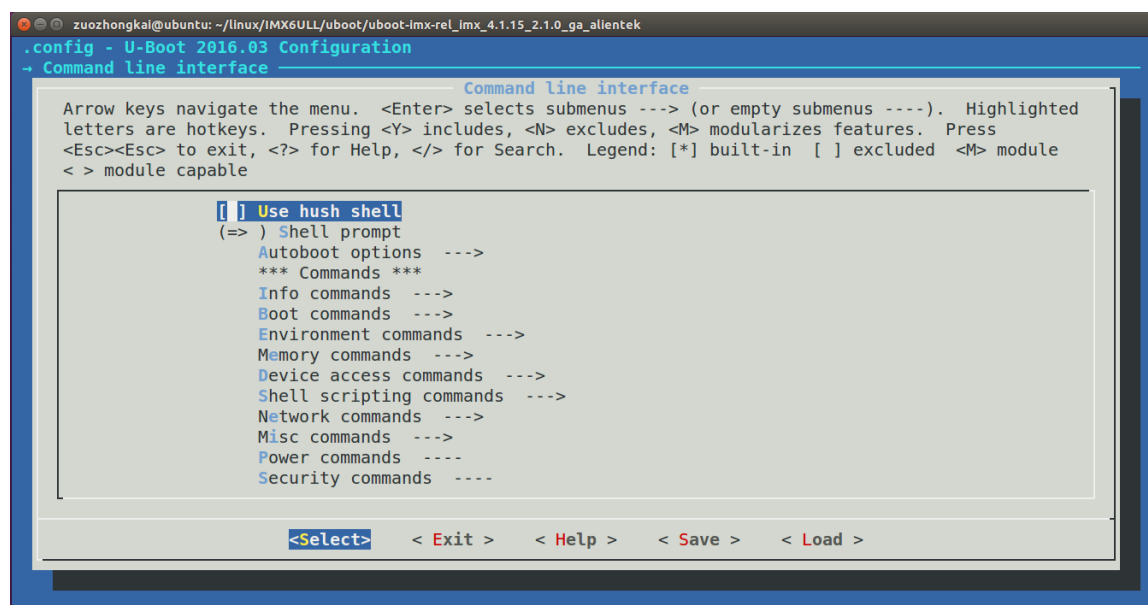 zuozhongkai@ubuntu: ~/linux/IMX6ULL/uboot/uboot-imx-rel_imx_4.1.15_2.1.0_ga_alientek
.config - U-Boot 2016.03 Configuration
→ Command line interface
Command line interface
Arrow keys navigate the menu.  <Enter> selects submenus ---> (or empty submenus ----).  Highlighted
letters are hotkeys.  Pressing <Y> includes, <N> excludes, <M> modularizes features.  Press
<Esc><Esc> to exit, <?> for Help, </> for Search.  Legend: [*] built-in  [ ] excluded  <M> module
< > module capable
[ ] Use hush shell
(=> ) Shell prompt
Autoboot options  --->
*** Commands ***
Info commands  --->
Boot commands  --->
Environment commands  --->
Memory commands  --->
Device access commands  --->
Shell scripting commands  --->
Network commands  --->
Misc commands  --->
Power commands  ----
Security commands  ----
<Select>    < Exit >    < Help >    < Save >    < Load >